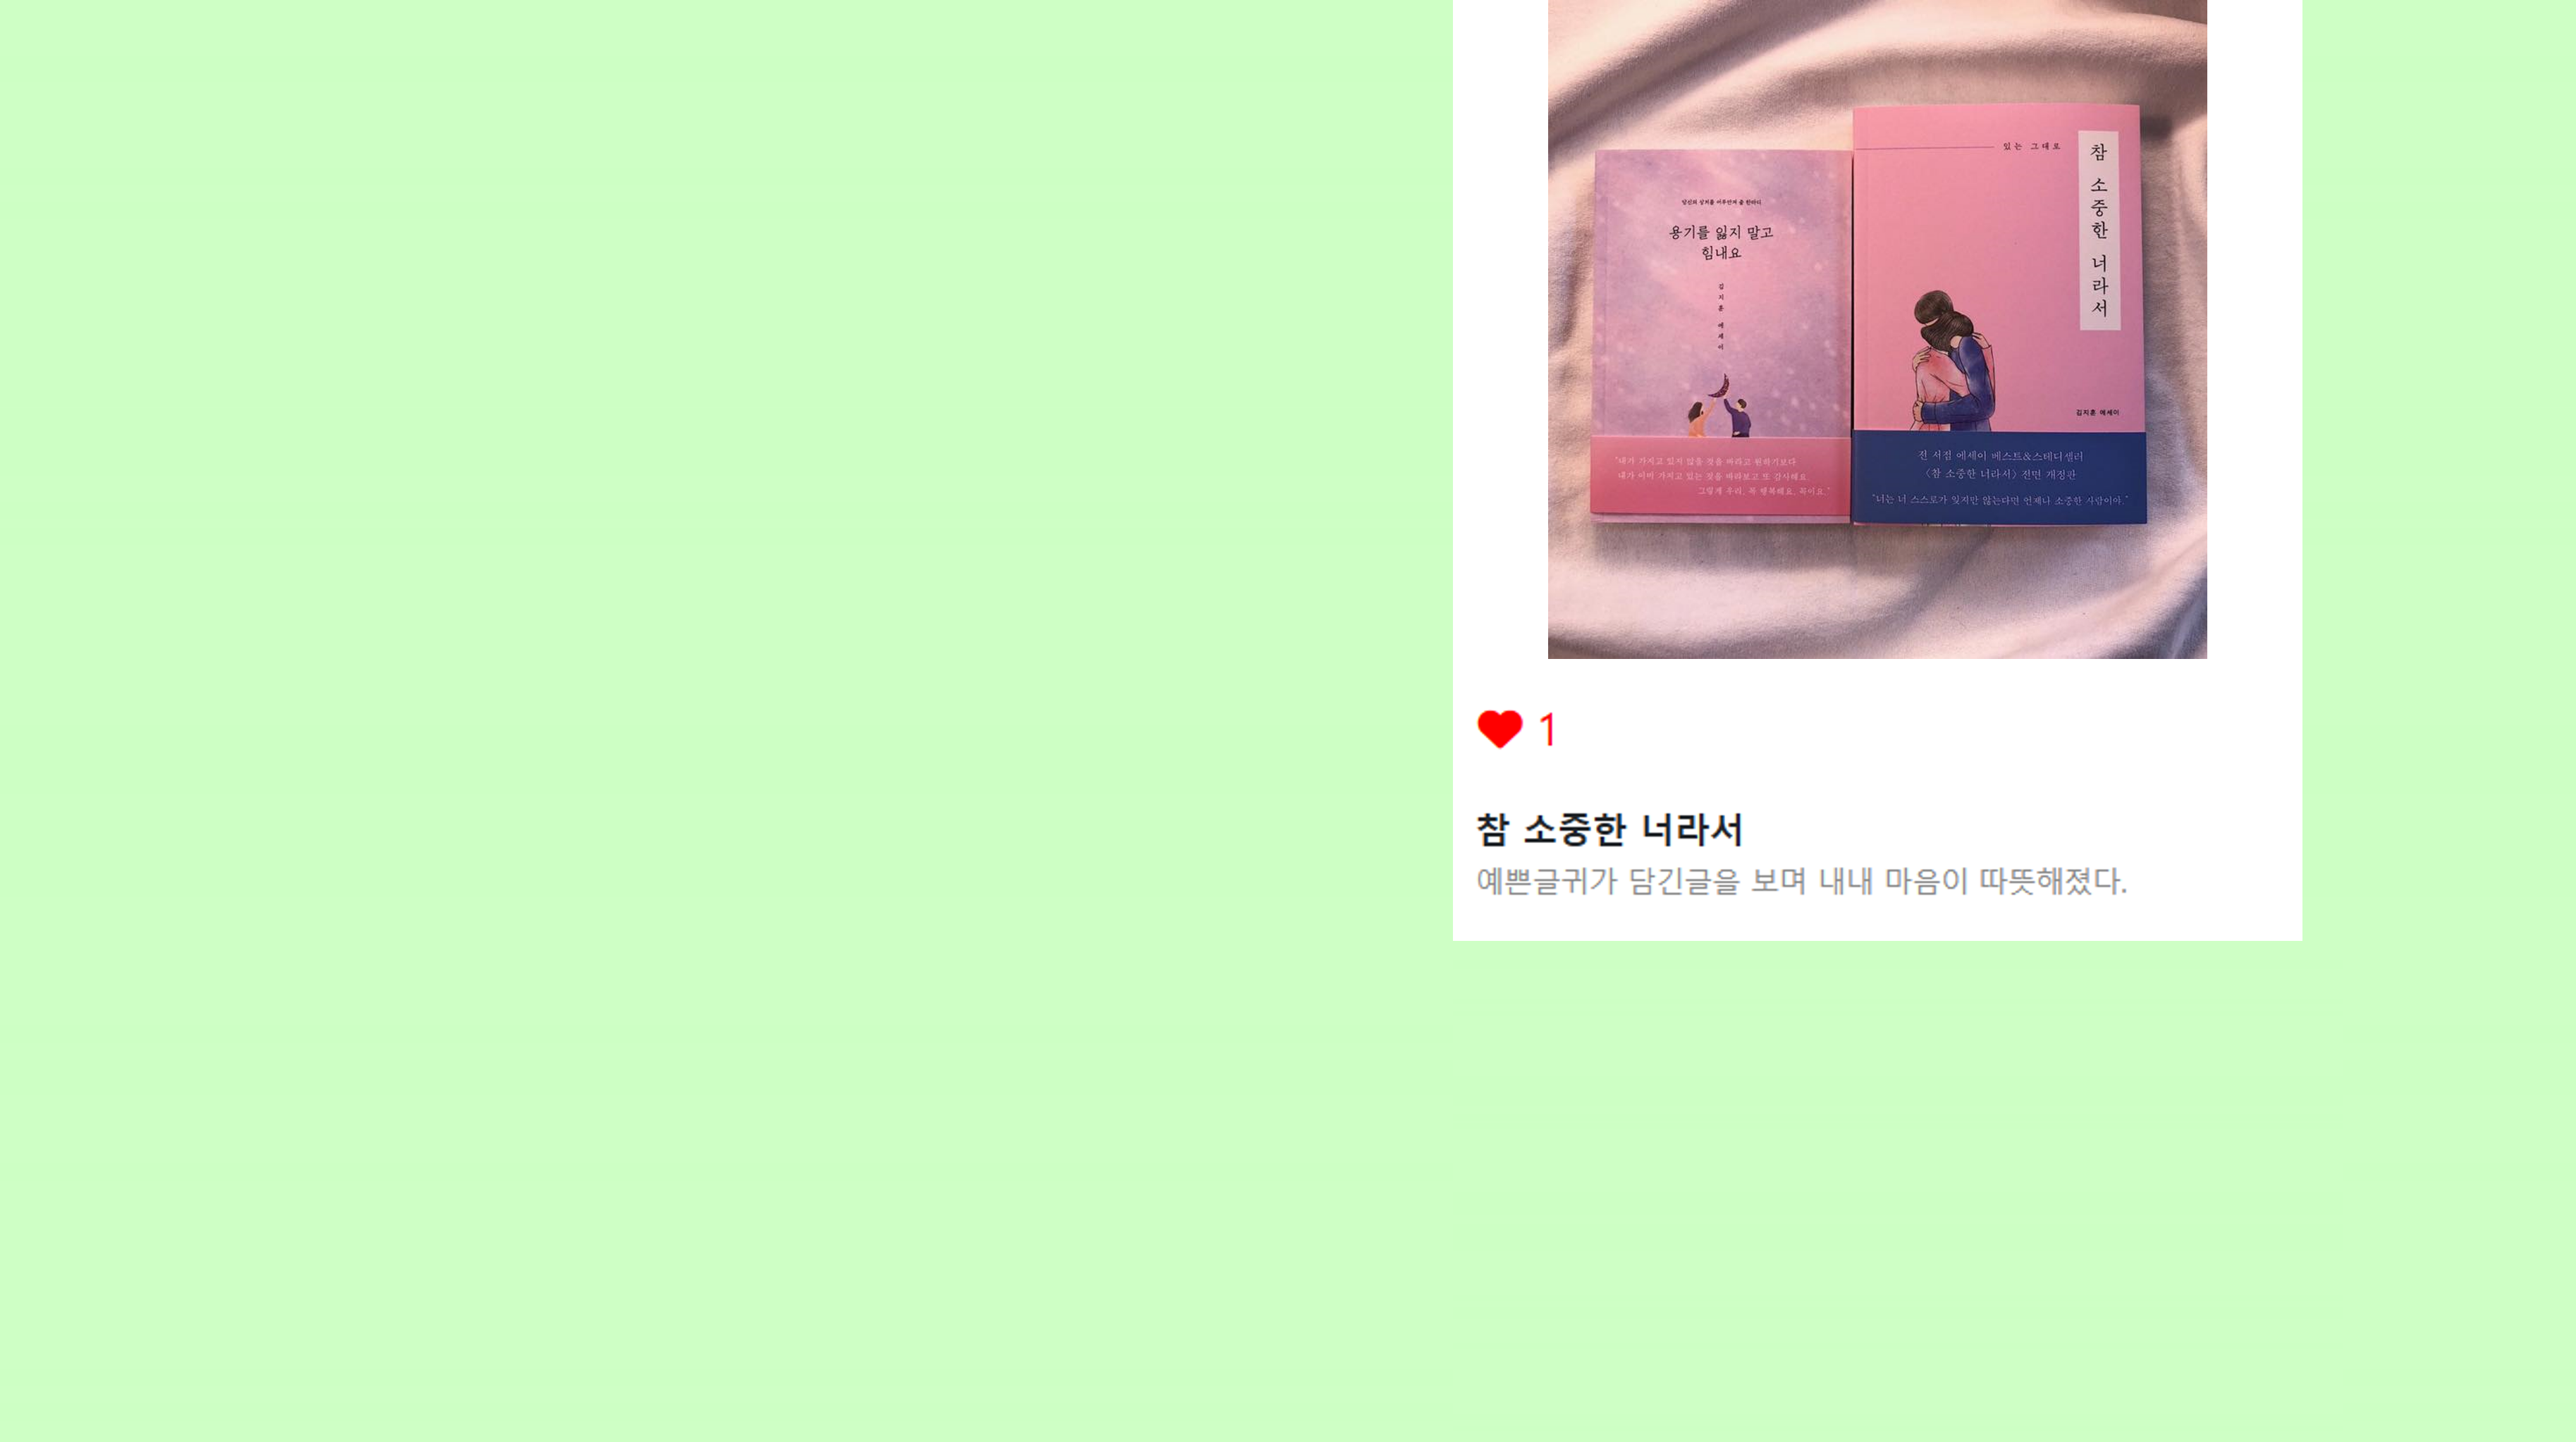 당신의 상처를 어루만져 줄 한마디
용기를 잃지 말고
힘내요
김지훈 에세이
"내가 가지고 있지 않을 것을 바라고 원하기보다
내가 이미 가지고 있는 것을 바라보고 또 감사해요.
그렇게 우리, 꼭 행복해요. 꼭이요."
있는 그대로
참 소중한 너라서
김지훈 에세이
전 서점 에세이 베스트&스테디셀러
<참 소중한 너라서> 전면 개정판
"너는 너 스스로가 잊지만 않는다면 언제나 소중한 사람이야."
1
참 소중한 너라서
예쁜글귀가 담긴글을 보며 내내 마음이 따뜻해졌다.